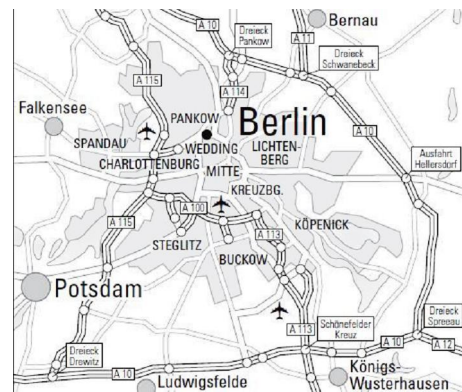 A 10
Dreieck
Pankow
A 11
Bernau
Dreieck
Schwanebeck
A 115
A 114
A 10
Falkensee
PANKOW
Berlin
SPANDAU
WEDDING
LICHTEN-
BERG
CHARLOTTENBURG
MITTE
Ausfahrt
Hellersdorf
KREUZBG.
A 100
A 115
KÖPENICK
STEGLITZ
A 113
BUCKOW
Potsdam
Dreieck
Spreeau
A 113
Schönefelder
Kreuz
A 10
A 12
Dreieck
Drewitz
A 10
Ludwigsfelde
Königs-
Wusterhausen